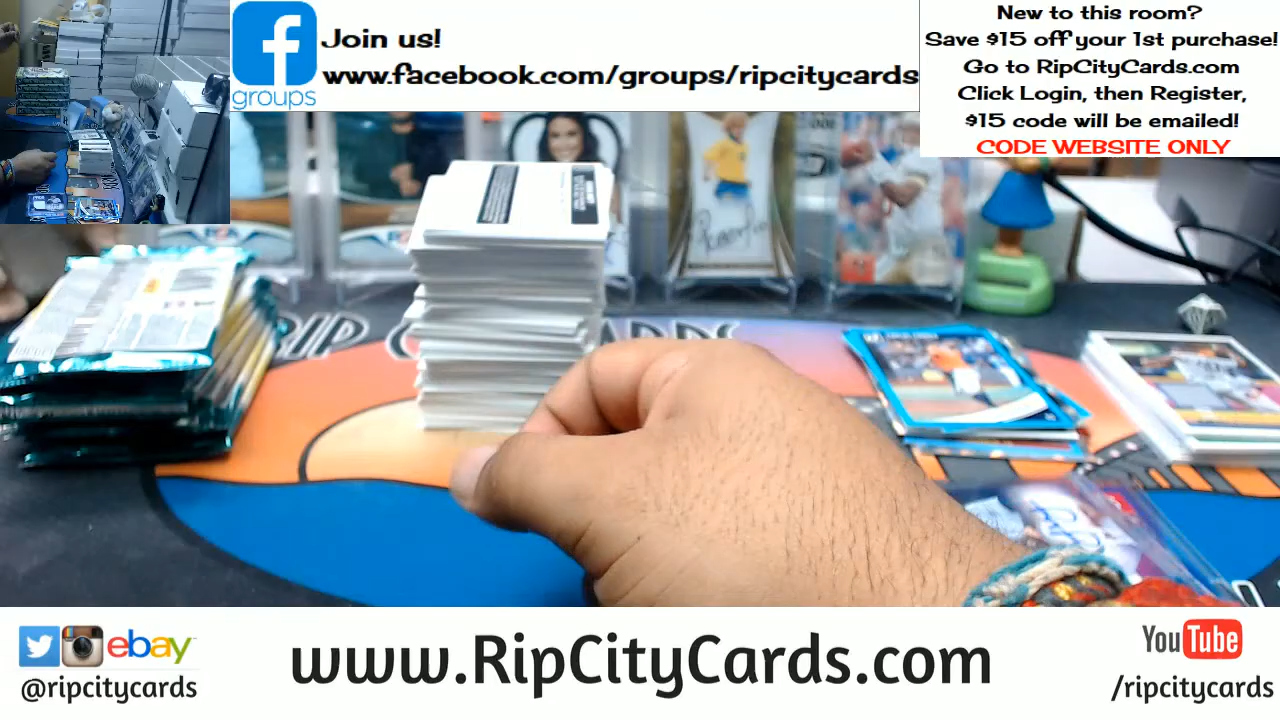 groups
Join us!
www.facebook.com/groups/ripcitycards
New to this room?
Save $15 off your 1st purchase!
Go to RipCityCards.com
Click Login, then Register,
$15 code will be emailed!
CODE WEBSITE ONLY
RIP
ebay
@ripcitycards
www.RipCityCards.com
YouTube
/ripcitycards